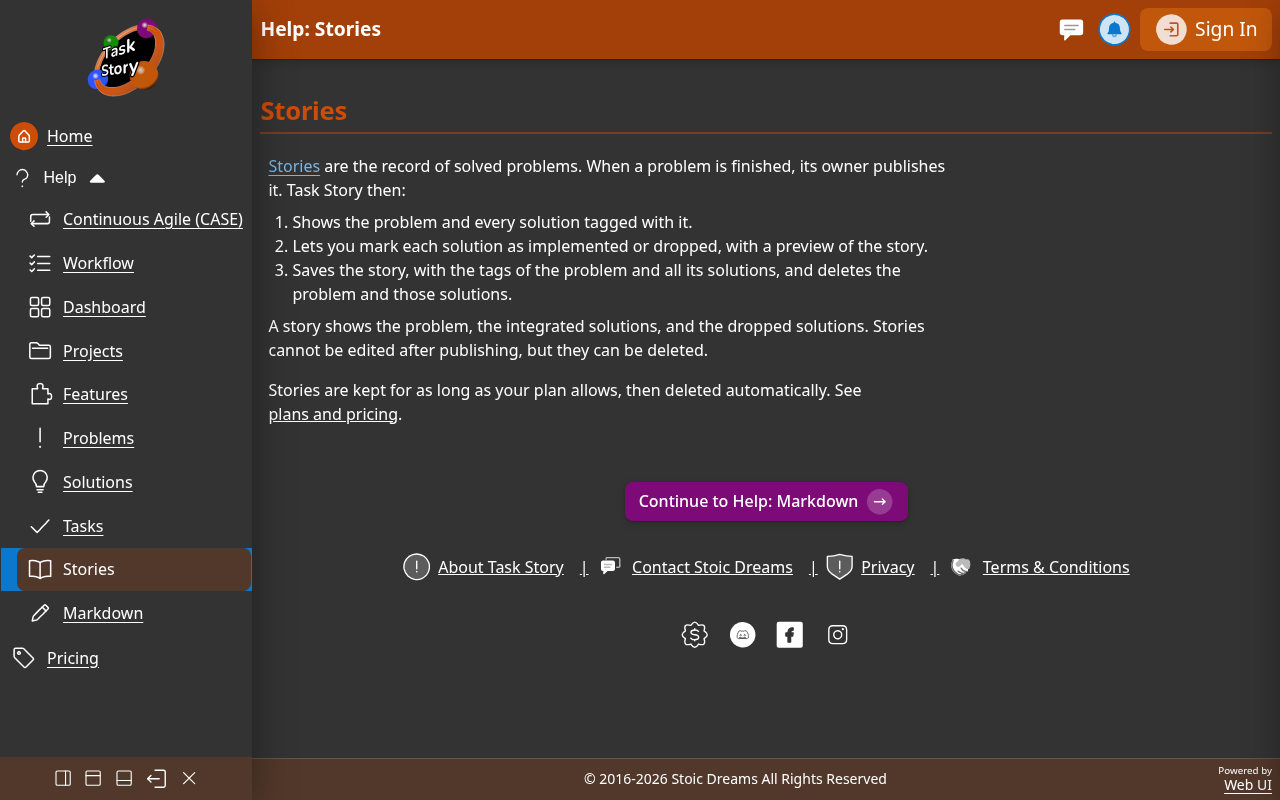 Task
Story
Home
Help
Continuous Agile (CASE)
Workflow
Dashboard
Projects
Features
Problems
Solutions
Tasks
Stories
Markdown
Pricing
Help: Stories
Sign In
Stories
Stories are the record of solved problems. When a problem is finished, its owner publishes
it. Task Story then:
1. Shows the problem and every solution tagged with it.
2. Lets you mark each solution as implemented or dropped, with a preview of the story.
3. Saves the story, with the tags of the problem and all its solutions, and deletes the
problem and those solutions.
A story shows the problem, the integrated solutions, and the dropped solutions. Stories
cannot be edited after publishing, but they can be deleted.
Stories are kept for as long as your plan allows, then deleted automatically. See
plans and pricing.
Continue to Help: Markdown
About Task Story | Contact Stoic Dreams | Privacy | Terms & Conditions
© 2016-2026 Stoic Dreams All Rights Reserved
Powered by
Web UI